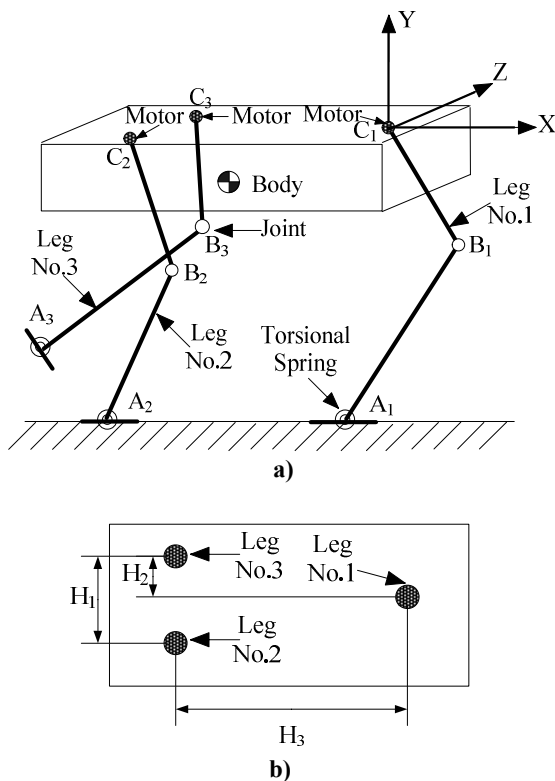 Y
Z
C₃
Motor
Motor
Motor
C₁
X
C₂
Body
Leg
No.1
B₃
Joint
B₁
Leg
No.3
B₂
A₃
Leg
No.2
Torsional
Spring
A₂
A₁
a)
Leg
No.3
Leg
No.1
H₂
H₁
Leg
No.2
H₃
b)